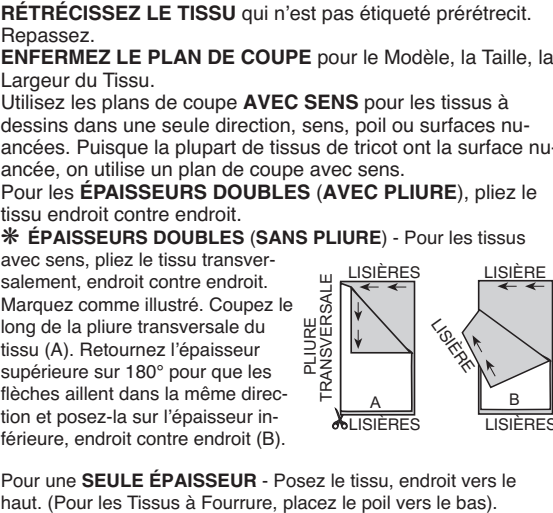 RÉTRÉCISSEZ LE TISSU qui n'est pas étiqueté prérétrecit.
Repassez.
ENFERMEZ LE PLAN DE COUPE pour le Modèle, la Taille, la
Largeur du Tissu.
Utilisez les plans de coupe AVEC SENS pour les tissus à
dessins dans une seule direction, sens, poil ou surfaces nu-
ancées. Puisque la plupart de tissus de tricot ont la surface nu-
ancée, on utilise un plan de coupe avec sens.
Pour les ÉPAISSEURS DOUBLES (AVEC PLIURE), pliez le
tissu endroit contre endroit.
❋ ÉPAISSEURS DOUBLES (SANS PLIURE) - Pour les tissus
avec sens, pliez le tissu transver-
salement, endroit contre endroit.
Marquez comme illustré. Coupez le
long de la pliure transversale du
tissu (A). Retournez l'épaisseur
supérieure sur 180° pour que les
flèches aillent dans la même direc-
tion et posez-la sur l'épaisseur in-
férieure, endroit contre endroit (B).
LISIÈRES
PLIURE
TRANSVERSALE
A
LISIÈRES
LISIÈRE
LISIÈRE
B
LISIÈRES
Pour une SEULE ÉPAISSEUR - Posez le tissu, endroit vers le
haut. (Pour les Tissus à Fourrure, placez le poil vers le bas).